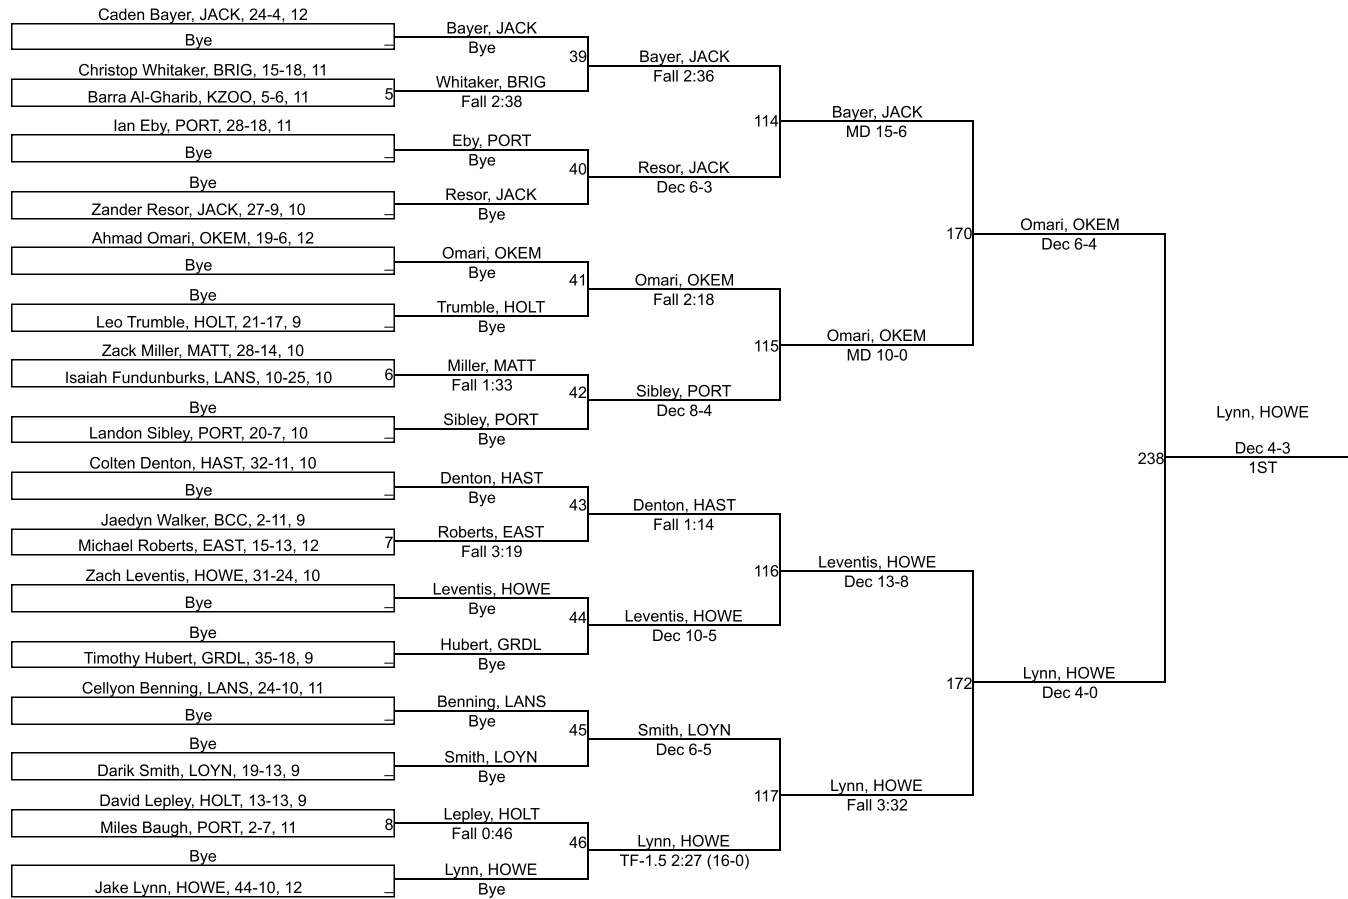 Caden Bayer, JACK, 24-4, 12
Bye
Christop Whitaker, BRIG, 15-18, 11
Barra Al-Gharib, KZOO, 5-6, 11
5
Ian Eby, PORT, 28-18, 11
Bye
Bye
Zander Resor, JACK, 27-9, 10
Ahmad Omari, OKEM, 19-6, 12
Bye
Bye
Leo Trumble, HOLT, 21-17, 9
Zack Miller, MATT, 28-14, 10
Isaiah Fundunburks, LANS, 10-25, 10
6
Bye
Landon Sibley, PORT, 20-7, 10
Colten Denton, HAST, 32-11, 10
Bye
Jaedyn Walker, BCC, 2-11, 9
Michael Roberts, EAST, 15-13, 12
7
Zach Leventis, HOWE, 31-24, 10
Bye
Bye
Timothy Hubert, GRDL, 35-18, 9
Cellyon Benning, LANS, 24-10, 11
Bye
Bye
Darik Smith, LOYN, 19-13, 9
David Lepley, HOLT, 13-13, 9
Miles Baugh, PORT, 2-7, 11
8
Bye
Jake Lynn, HOWE, 44-10, 12
Bayer, JACK
Bye
39
Whitaker, BRIG
Fall 2:38
Eby, PORT
Bye
40
Resor, JACK
Bye
Omari, OKEM
Bye
41
Trumble, HOLT
Bye
Miller, MATT
Fall 1:33
42
Sibley, PORT
Bye
Denton, HAST
Bye
43
Roberts, EAST
Fall 3:19
Leventis, HOWE
Bye
44
Hubert, GRDL
Bye
Benning, LANS
Bye
45
Smith, LOYN
Bye
Lepley, HOLT
Fall 0:46
46
Lynn, HOWE
Bye
Bayer, JACK
Fall 2:36
114
Resor, JACK
Dec 6-3
Omari, OKEM
Fall 2:18
115
Sibley, PORT
Dec 8-4
Denton, HAST
Fall 1:14
116
Leventis, HOWE
Dec 10-5
Smith, LOYN
Dec 6-5
117
Lynn, HOWE
TF-1.5 2:27 (16-0)
Bayer, JACK
MD 15-6
170
Omari, OKEM
MD 10-0
Leventis, HOWE
Dec 13-8
172
Lynn, HOWE
Fall 3:32
Omari, OKEM
Dec 6-4
238
Lynn, HOWE
Dec 4-0
Lynn, HOWE
Dec 4-3
1ST